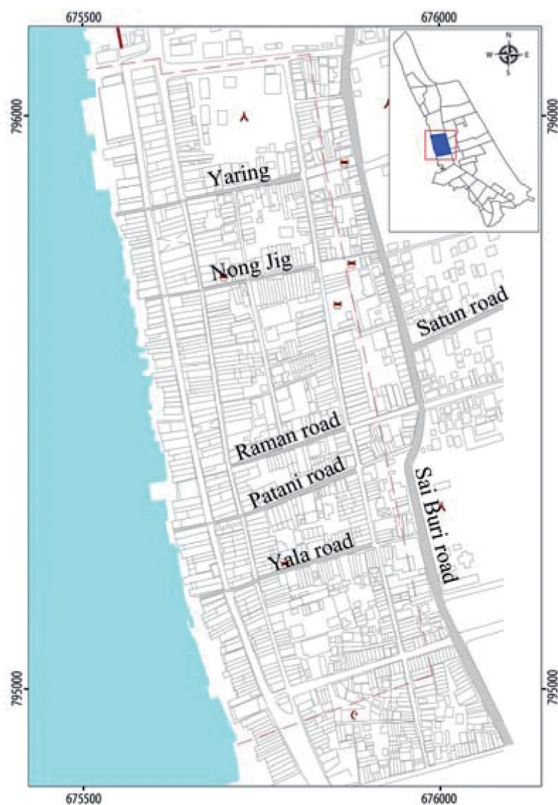 675500
676000
N
W
E
S
796000
796000
Yaring
Nong Jig
Satun road
Raman road
Patani road
Sai Buri road
Yala road
795000
795000
675500
676000